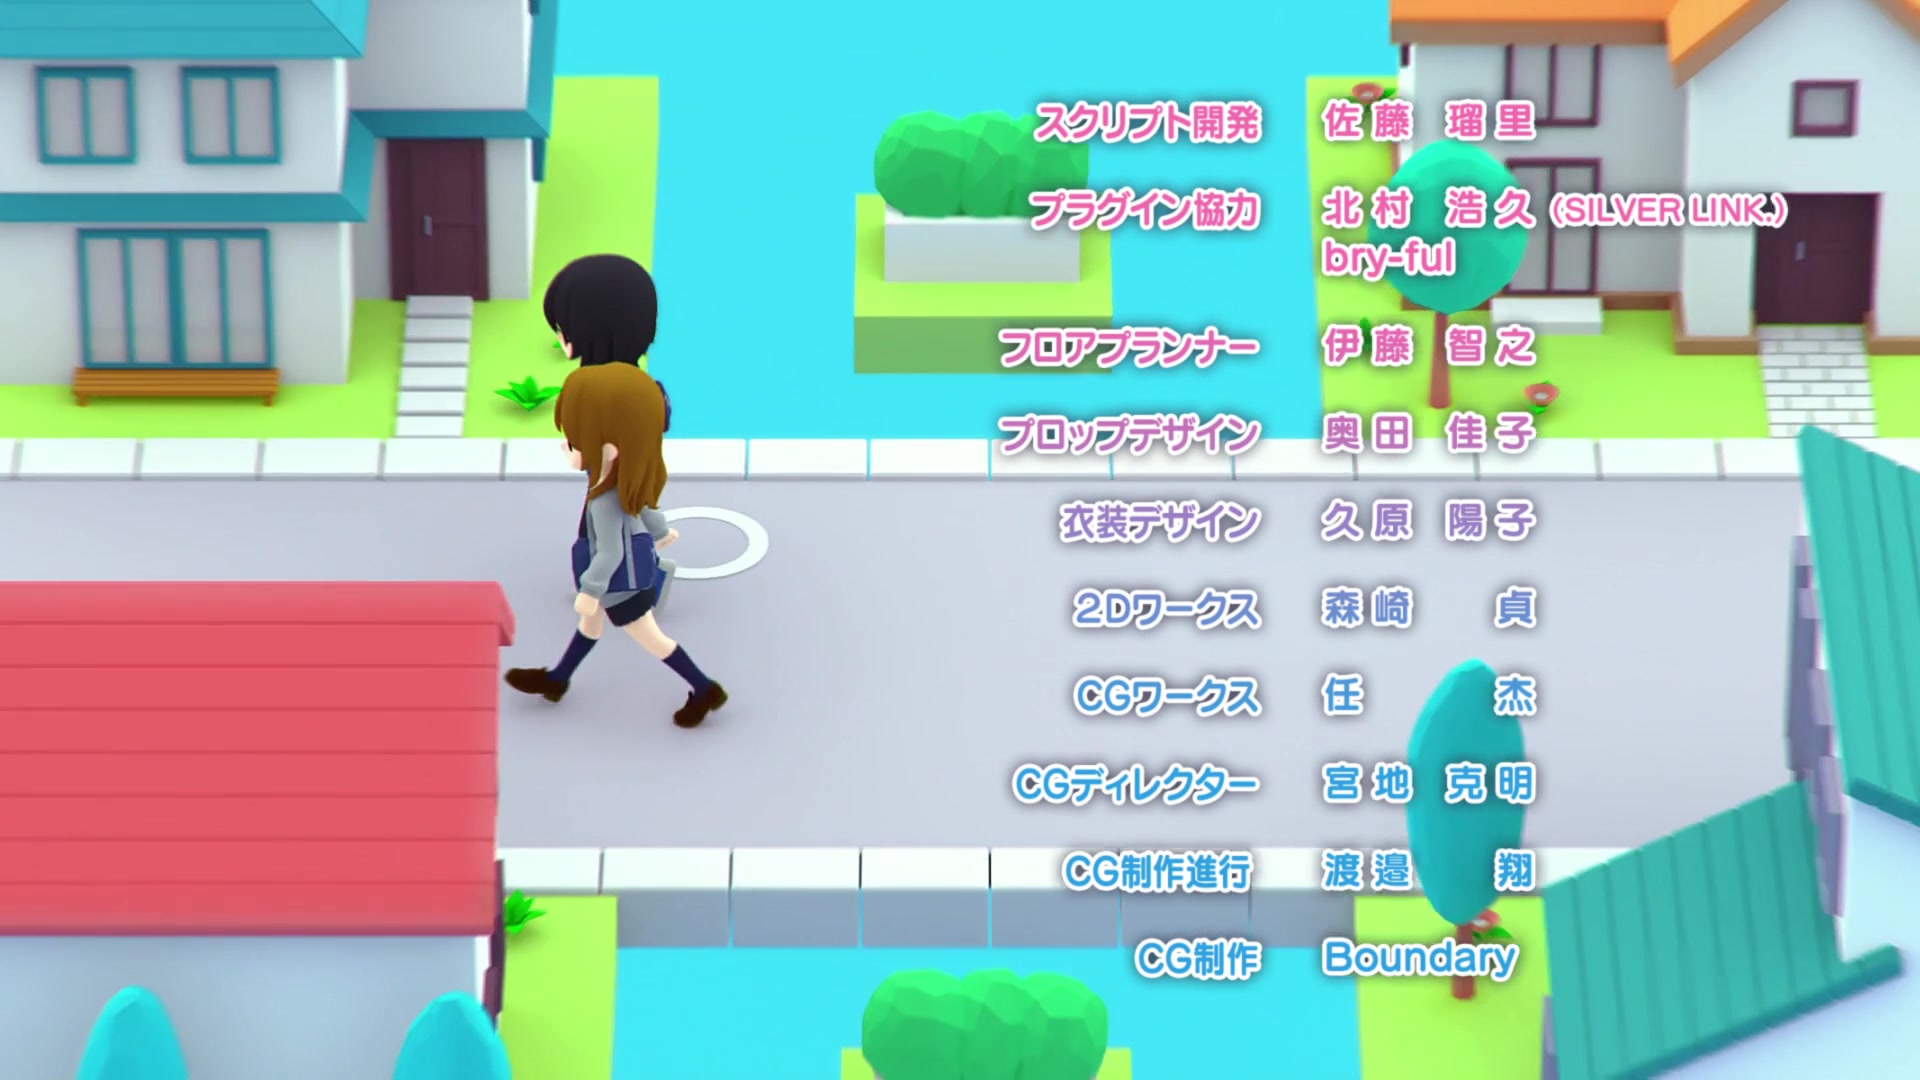 スクリプト開発 佐藤 瑠里
プラグイン協力 北村 浩久 (SILVER LINK.)
bry-ful
フロアプランナー 伊藤 智之
プロップデザイン 奥田 佳子
衣装デザイン 久原 陽子
2Dワークス 森崎 貞
CGワークス 任 杰
CGディレクター 宮地 克明
CG制作進行 渡邉 翔
CG制作 Boundary